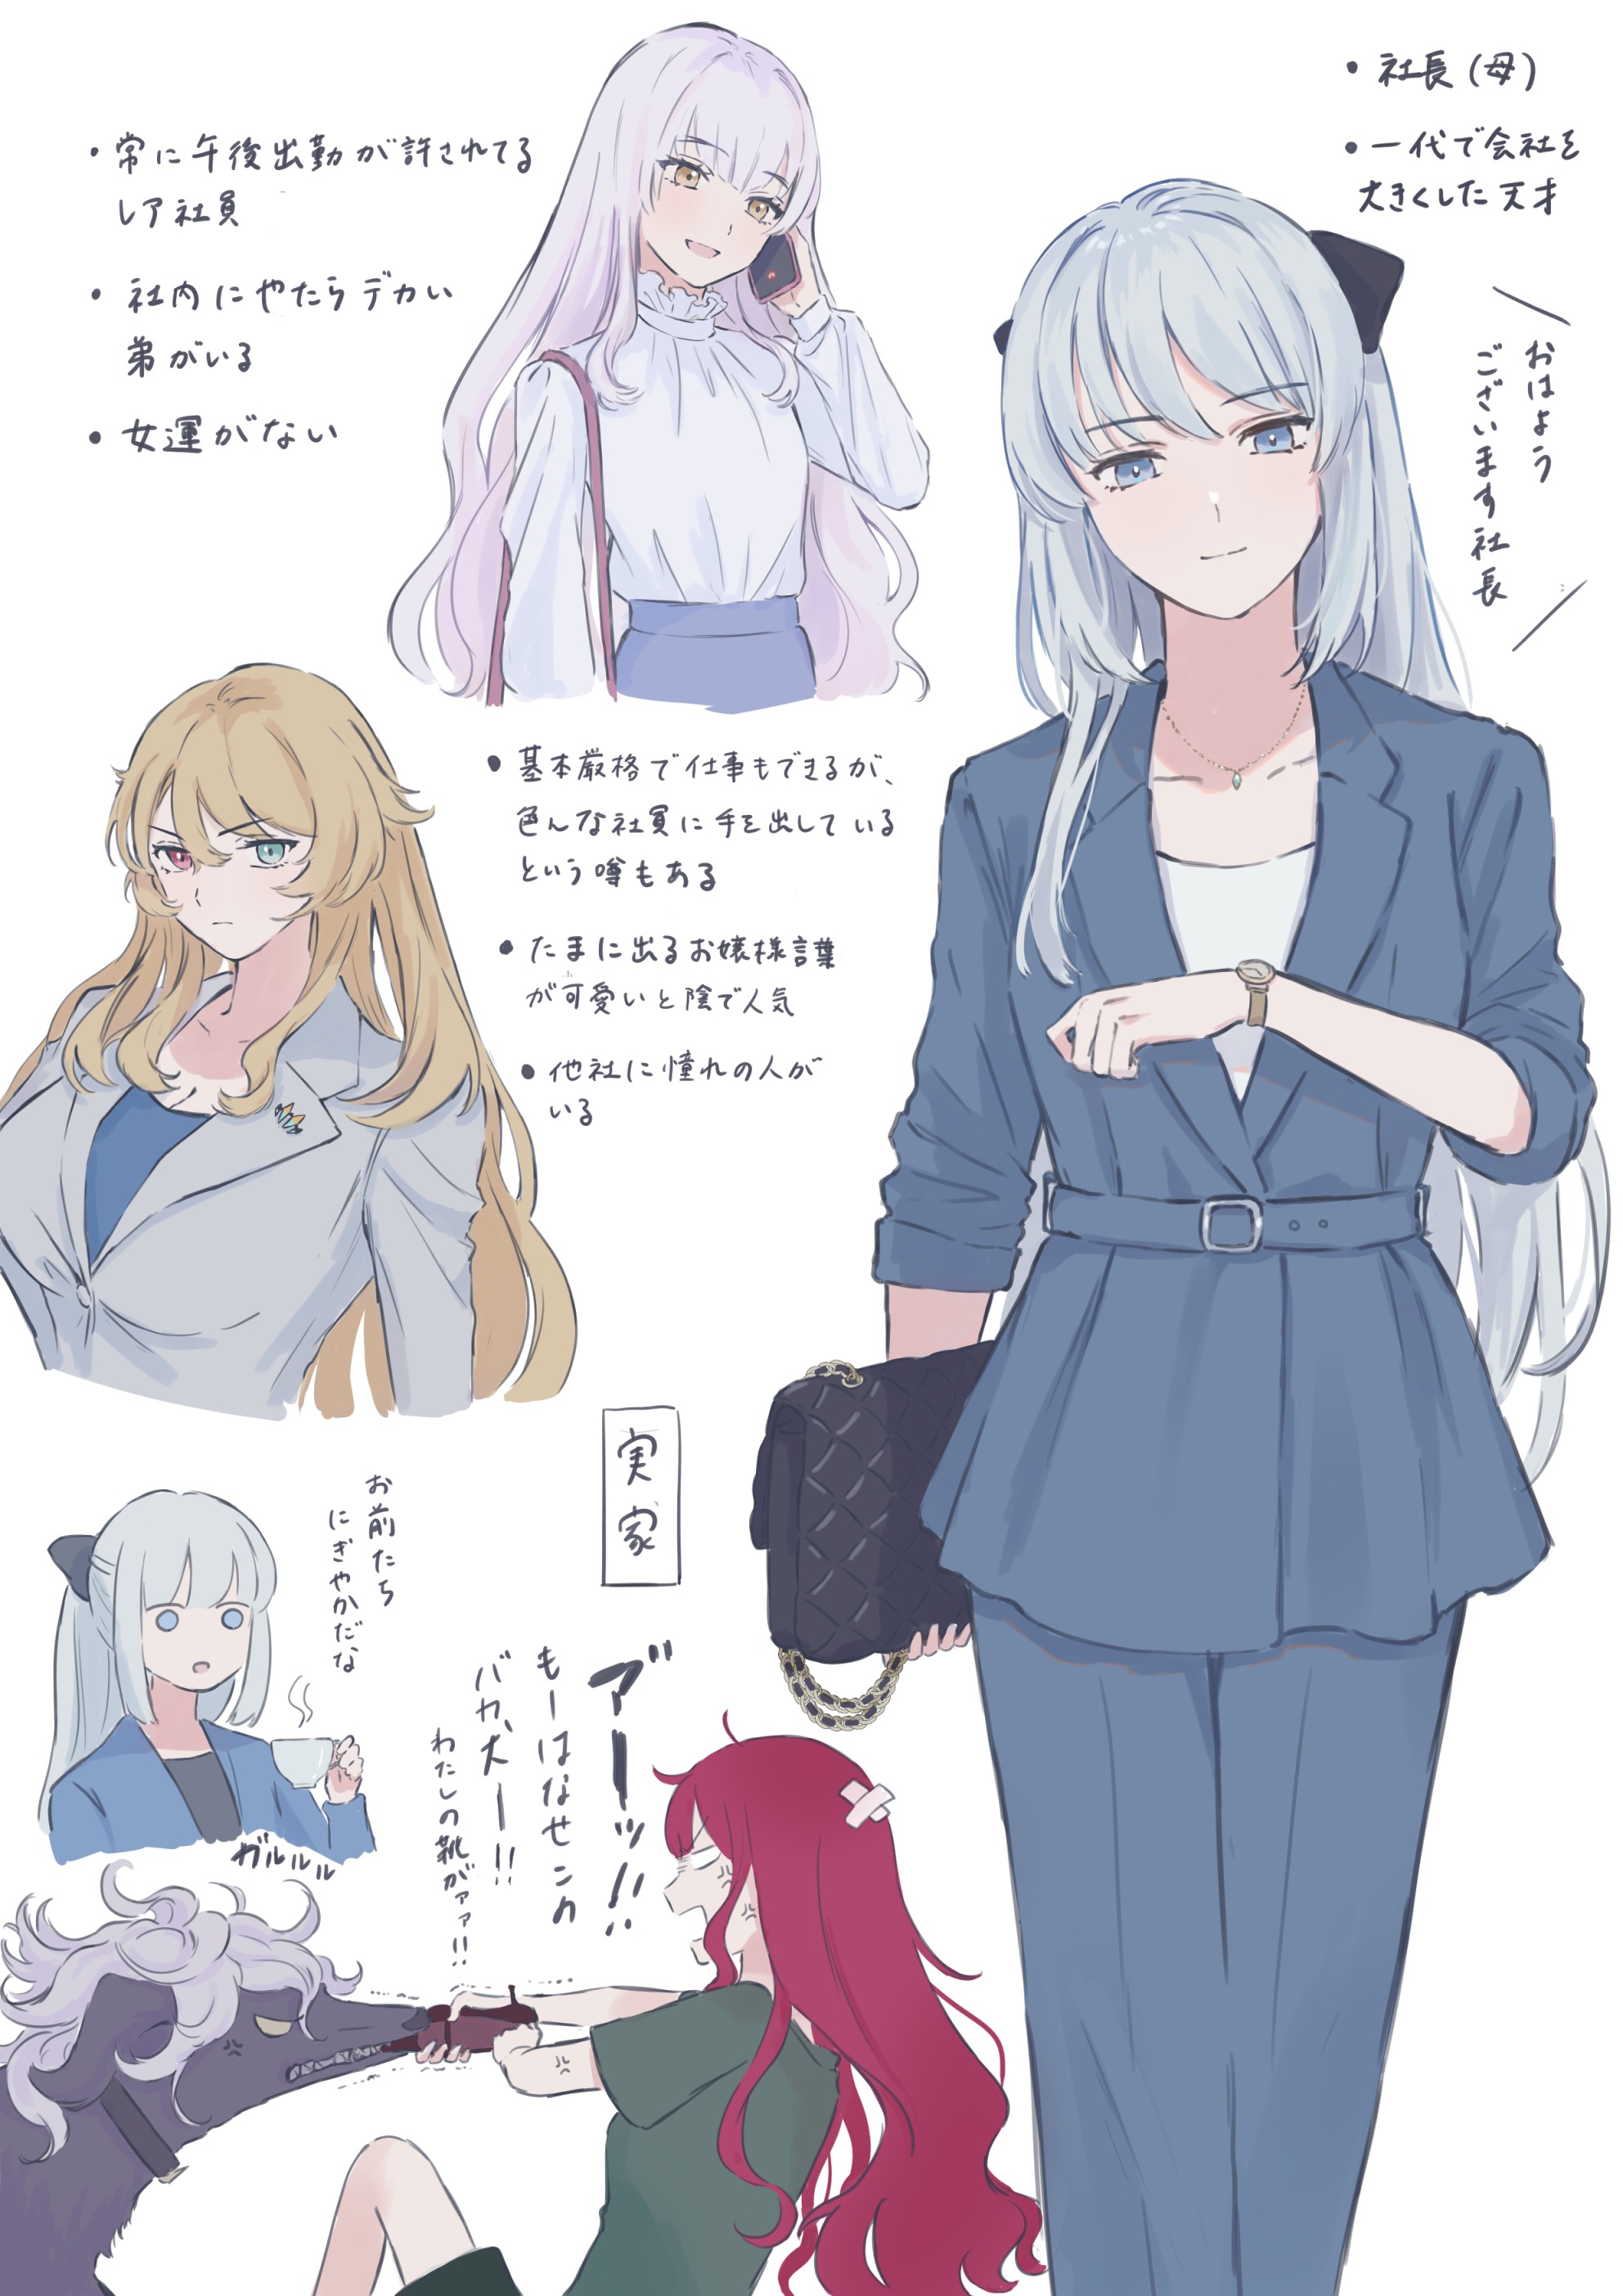 ・社長(母)
・一代で会社を
大きくした天才
おはよう
ございます社長
・常に午後出勤が許されてる
レア社員
・社内にやたらデカい
弟がいる
・女運がない
・基本厳格で仕事もできるが、
色んな社員に手を出している
という噂もある
・たまに出るお嬢様言葉
が可愛いと陰で人気
・他社に憧れの人が
いる
実家
お前たち
にぎやかだな
ア゛ーッ!!
もーはなせこの
バカ犬ー!!
わたしの靴がァァ!!
ガルルル